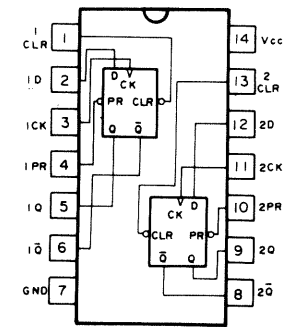 1 CLR 1 14 Vcc
1D 2 13 2 CLR
D CK
PR CLR
1CK 3 12 2D
Q Q̅
1PR 4 11 2CK
1Q 5 10 2PR
CK D
CLR PR
1Q̅ 6 9 2Q
Q̅ Q
GND 7 8 2Q̅